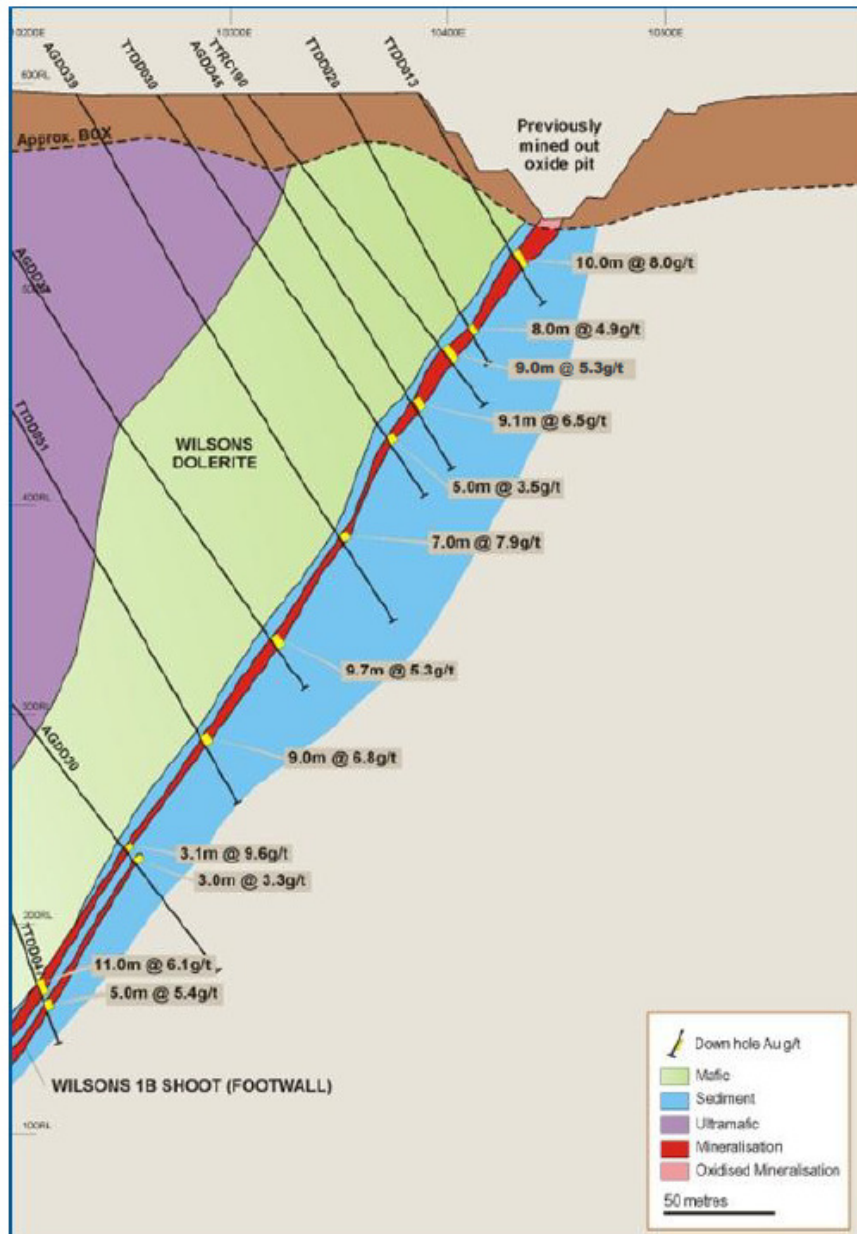 10200E
10300E
10400E
10500E
AGDD39
TTDD050
AGDD45
TTRC190
TTDD020
TTDD013
500RL
Approx. BOX
Previously
mined out
oxide pit
TTDD051
10.0m @ 8.0g/t
8.0m @ 4.9g/t
9.0m @ 5.3g/t
9.1m @ 6.5g/t
WILSONS
DOLERITE
5.0m @ 3.5g/t
400RL
7.0m @ 7.9g/t
9.7m @ 5.3g/t
300RL
AGDD30
9.0m @ 6.8g/t
3.1m @ 9.6g/t
3.0m @ 3.3g/t
200RL
11.0m @ 6.1g/t
5.0m @ 5.4g/t
WILSONS 1B SHOOT (FOOTWALL)
100RL
Down hole Au g/t
Mafic
Sediment
Ultramafic
Mineralisation
Oxidised Mineralisation
50 metres